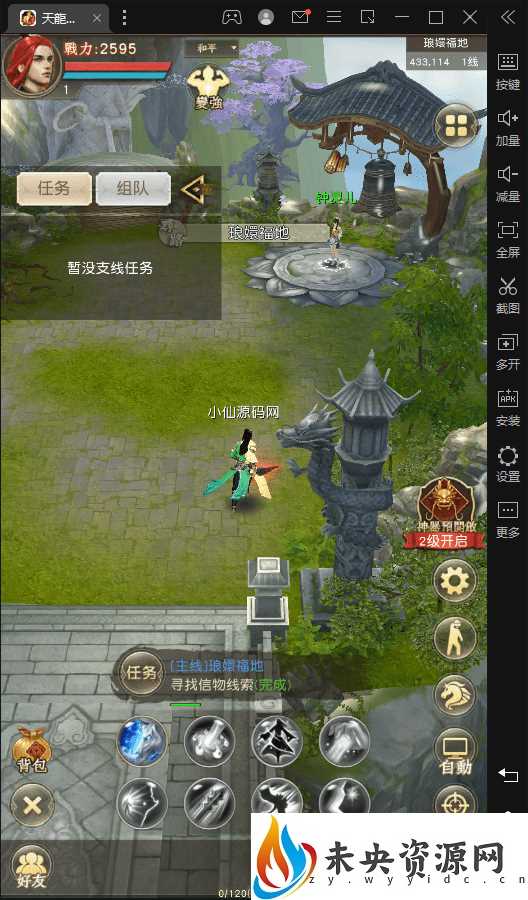 天龍...
戰力:2595
和平
1
變強
琅嬛福地
433,114 1线
按键
加量
减量
全屏
截图
多开
安装
设置
更多
任务
组队
暂没支线任务
钟灵儿
琅嬛福地
小仙源码网
神器預開啟
2级开启
任务
[主线]琅嬛福地
寻找信物线索(完成)
背包
自動
好友
0/120
未央资源网
zy.wyyidc.cn